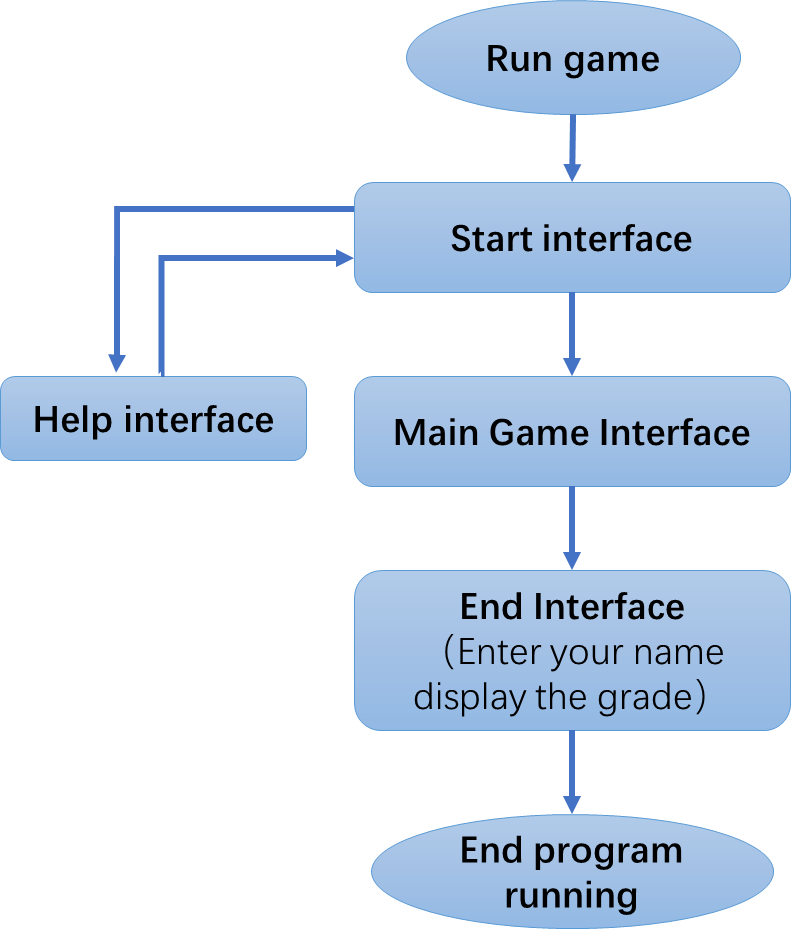 Run game
Start interface
Help interface
Main Game Interface
End Interface
（Enter your name
display the grade）
End program
running